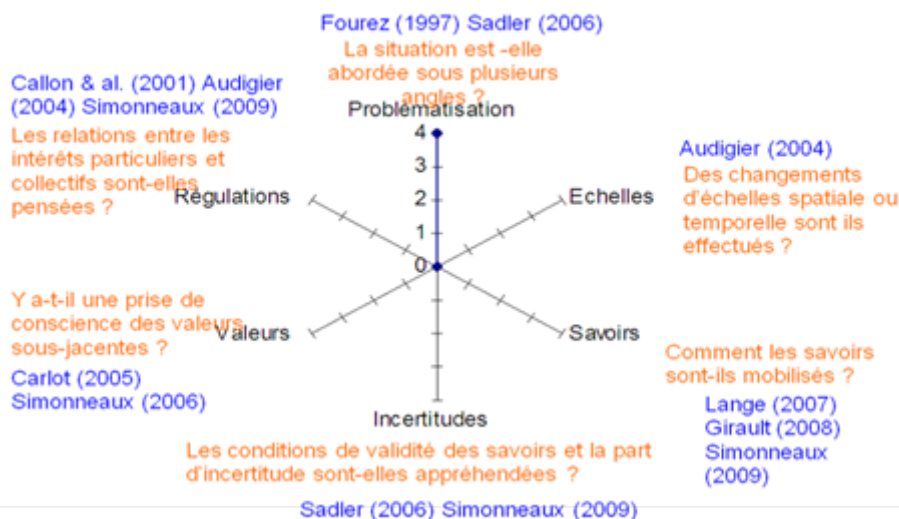 Fourez (1997) Sadler (2006)
La situation est -elle
abordée sous plusieurs
angles ?
Problématisation
Callon & al. (2001) Audigier
(2004) Simonneaux (2009)
Les relations entre les
intérêts particuliers et
collectifs sont-elles
pensées ?
Régulations
4
3
2
1
0
Audigier (2004)
Des changements
d'échelles spatiale ou
temporelle sont ils
effectués ?
Echelles
Y a-t-il une prise de
conscience des valeurs
sous-jacentes ?
Valeurs
Carlot (2005)
Simonneaux (2006)
Savoirs
Comment les savoirs
sont-ils mobilisés ?
Lange (2007)
Girault (2008)
Simonneaux
(2009)
Incertitudes
Les conditions de validité des savoirs et la part
d'incertitude sont-elles appréhendées ?
Sadler (2006) Simonneaux (2009)